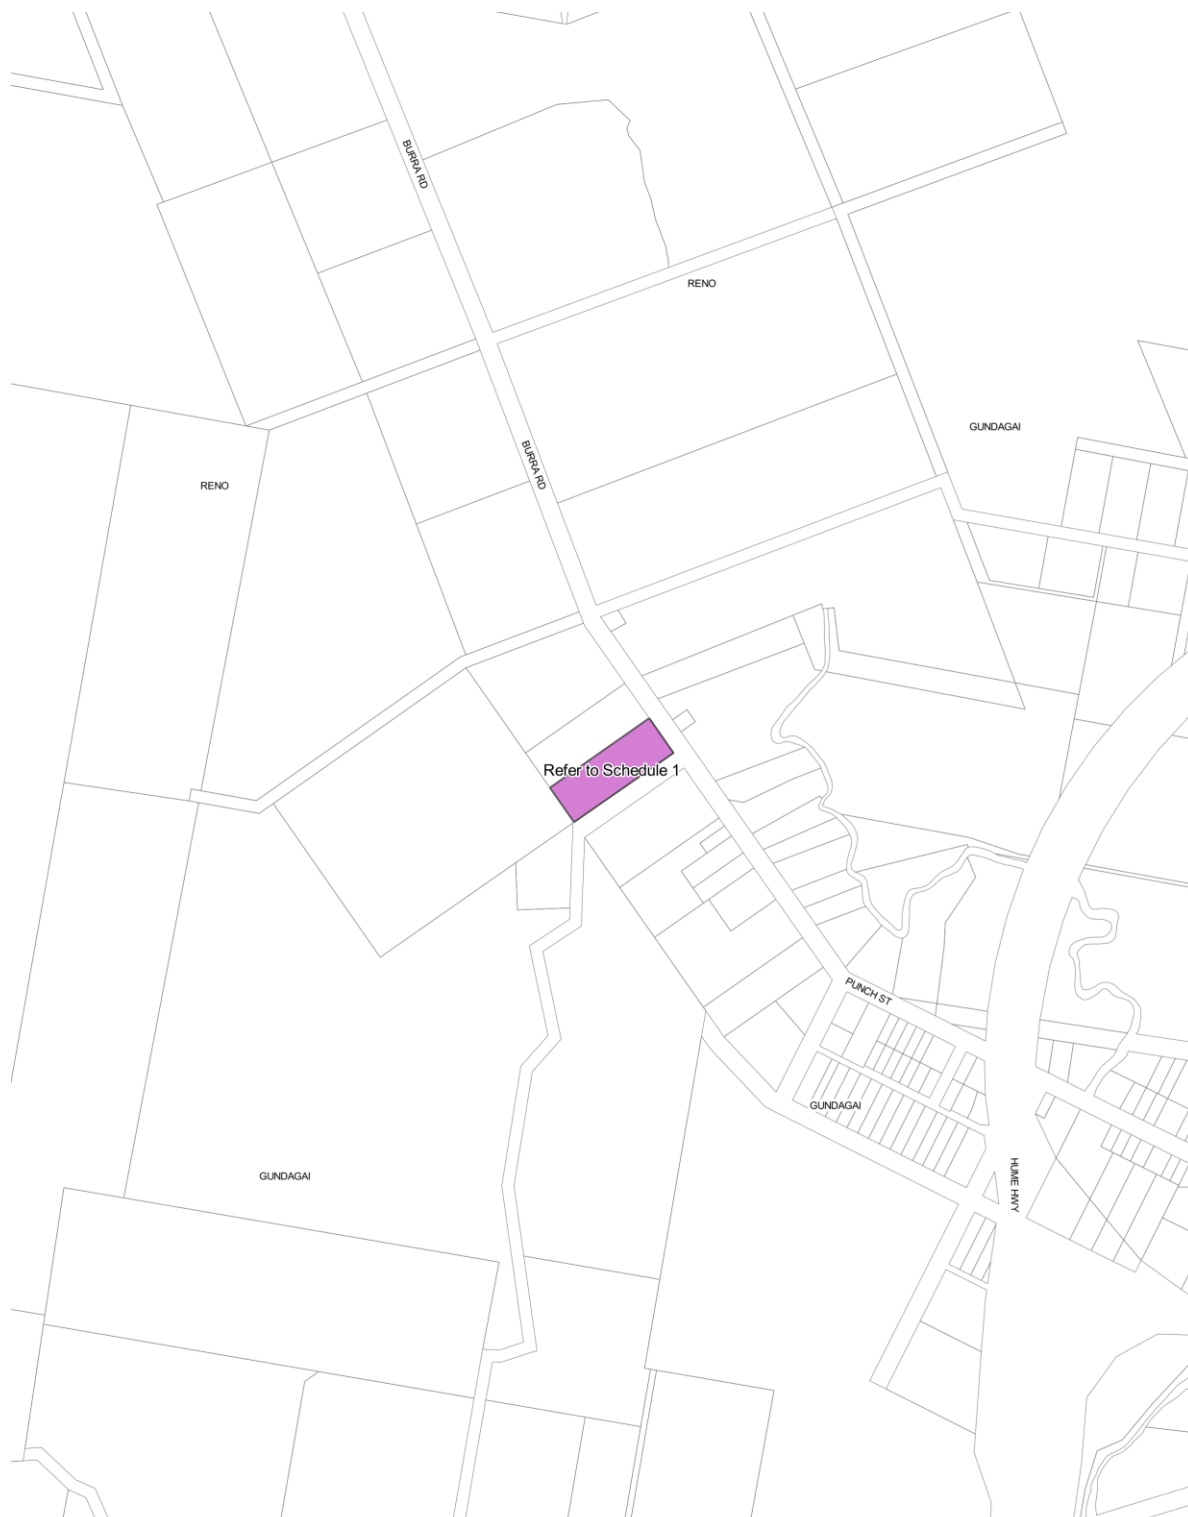 BURRA RD
RENO
GUNDAGAI
BURRA RD
RENO
Refer to Schedule 1
PUNCH ST
GUNDAGAI
GUNDAGAI
HUME HWY